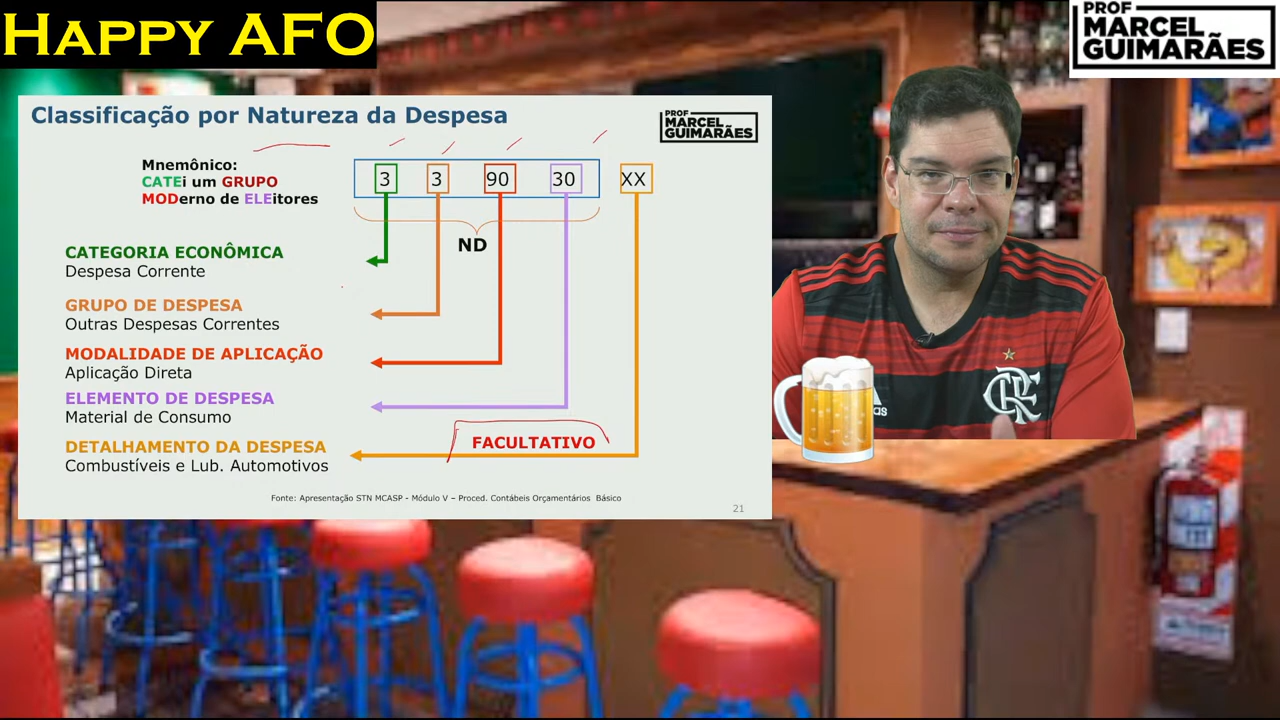 HAPPY AFO
PROF
MARCEL
GUIMARÃES
Classificação por Natureza da Despesa
PROF
MARCEL
GUIMARÃES
Mnemônico:
CATEi um GRUPO
MODerno de ELEitores
3 3 90 30 XX
ND
CATEGORIA ECONÔMICA
Despesa Corrente
GRUPO DE DESPESA
Outras Despesas Correntes
MODALIDADE DE APLICAÇÃO
Aplicação Direta
ELEMENTO DE DESPESA
Material de Consumo
DETALHAMENTO DA DESPESA
Combustíveis e Lub. Automotivos
FACULTATIVO
Fonte: Apresentação STN MCASP - Módulo V – Proced. Contábeis Orçamentários Básico
21
CRF